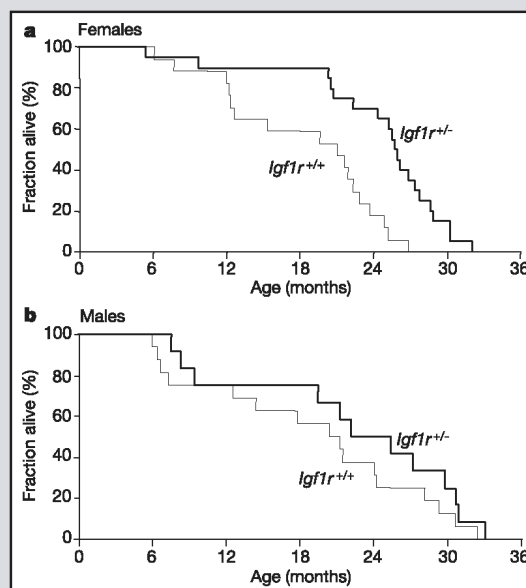 a Females
100
80
60
40
20
0
Fraction alive (%)
Igf1r+/-
Igf1r+/+
0 6 12 18 24 30 36
Age (months)
b Males
100
80
60
40
20
0
Fraction alive (%)
Igf1r+/-
Igf1r+/+
0 6 12 18 24 30 36
Age (months)